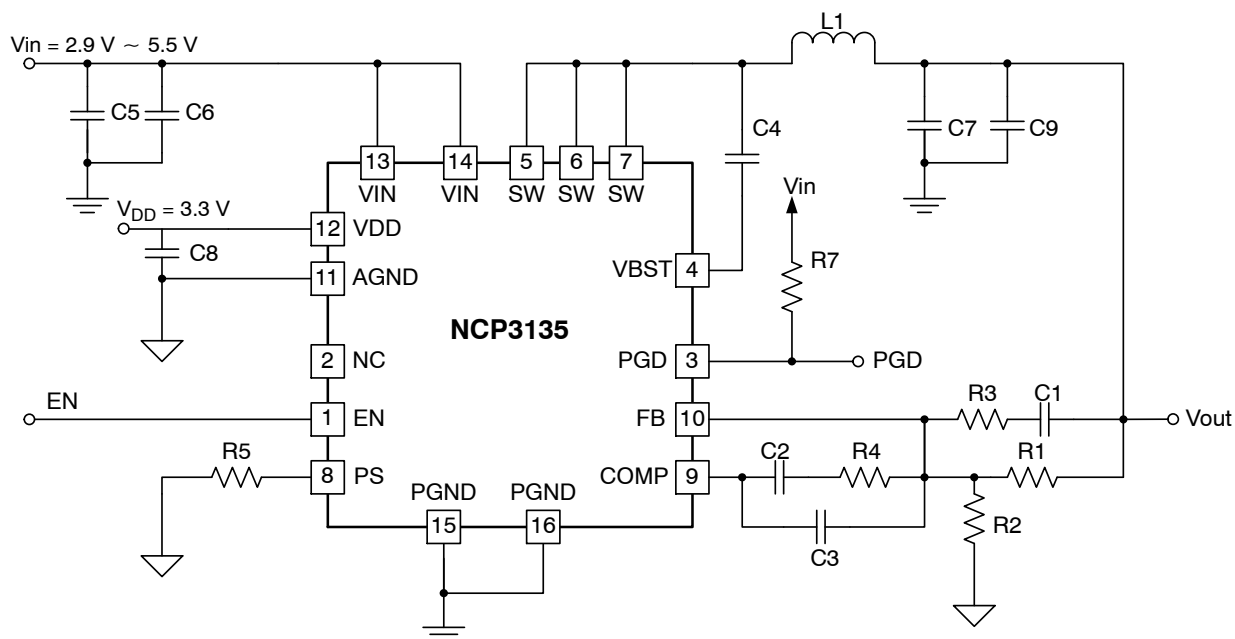 L1
Vin = 2.9 V ~ 5.5 V
C5
C6
C4
C7
C9
13
14
5
6
7
VIN
VIN
SW
SW
SW
Vin
VDD = 3.3 V
12
VDD
C8
11
AGND
VBST
4
R7
NCP3135
2
NC
PGD
3
PGD
EN
1
EN
FB
10
R3
C1
Vout
R5
8
PS
COMP
9
C2
R4
R1
PGND
PGND
15
16
R2
C3